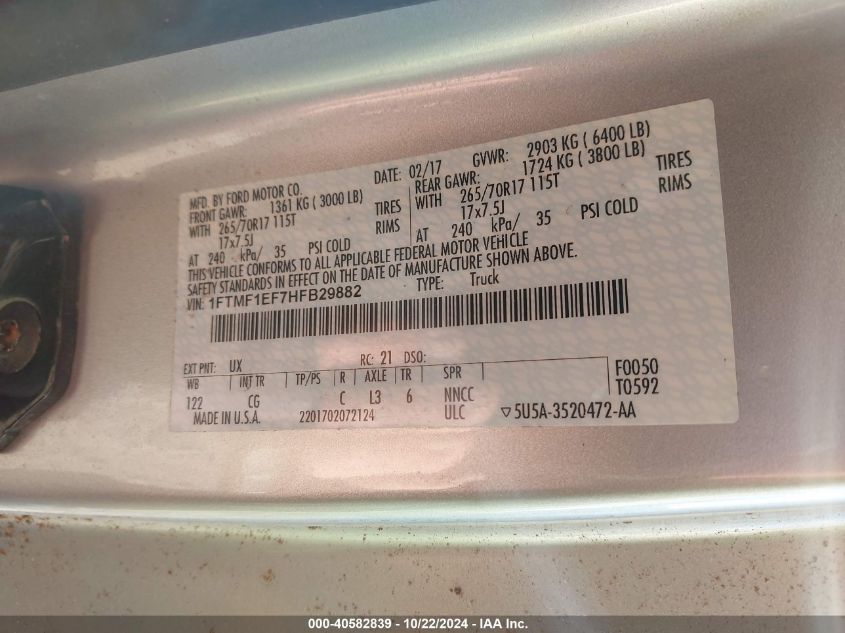 MFD. BY FORD MOTOR CO.
DATE: 02/17 GVWR: 2903 KG ( 6400 LB)
FRONT GAWR: 1361 KG ( 3000 LB) REAR GAWR: 1724 KG ( 3800 LB)
WITH 265/70R17 115T TIRES WITH 265/70R17 115T TIRES
17x7.5J RIMS 17x7.5J RIMS
AT 240 kPa/ 35 PSI COLD AT 240 kPa/ 35 PSI COLD
THIS VEHICLE CONFORMS TO ALL APPLICABLE FEDERAL MOTOR VEHICLE
SAFETY STANDARDS IN EFFECT ON THE DATE OF MANUFACTURE SHOWN ABOVE.
VIN: 1FTMF1EF7HFB29882 TYPE: Truck
EXT PNT: UX RC: 21 DSO: F0050
WB INT TR TP/PS R AXLE TR SPR T0592
122 CG C L3 6 NNCC
MADE IN U.S.A. 2201702072124 ULC ▽5U5A-3520472-AA
000-40582839 - 10/22/2024 - IAA Inc.